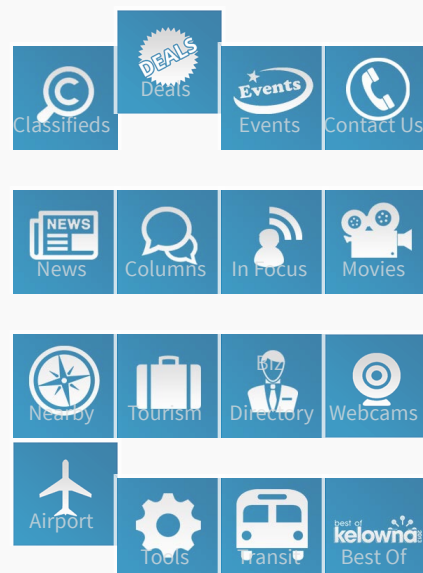 C
Classifieds
DEALS
Deals
Events
Events
Contact Us
NEWS
News
Columns
In Focus
Movies
Nearby
Tourism
Biz
Directory
Webcams
Airport
Tools
Transit
best of
kelowna
Best Of